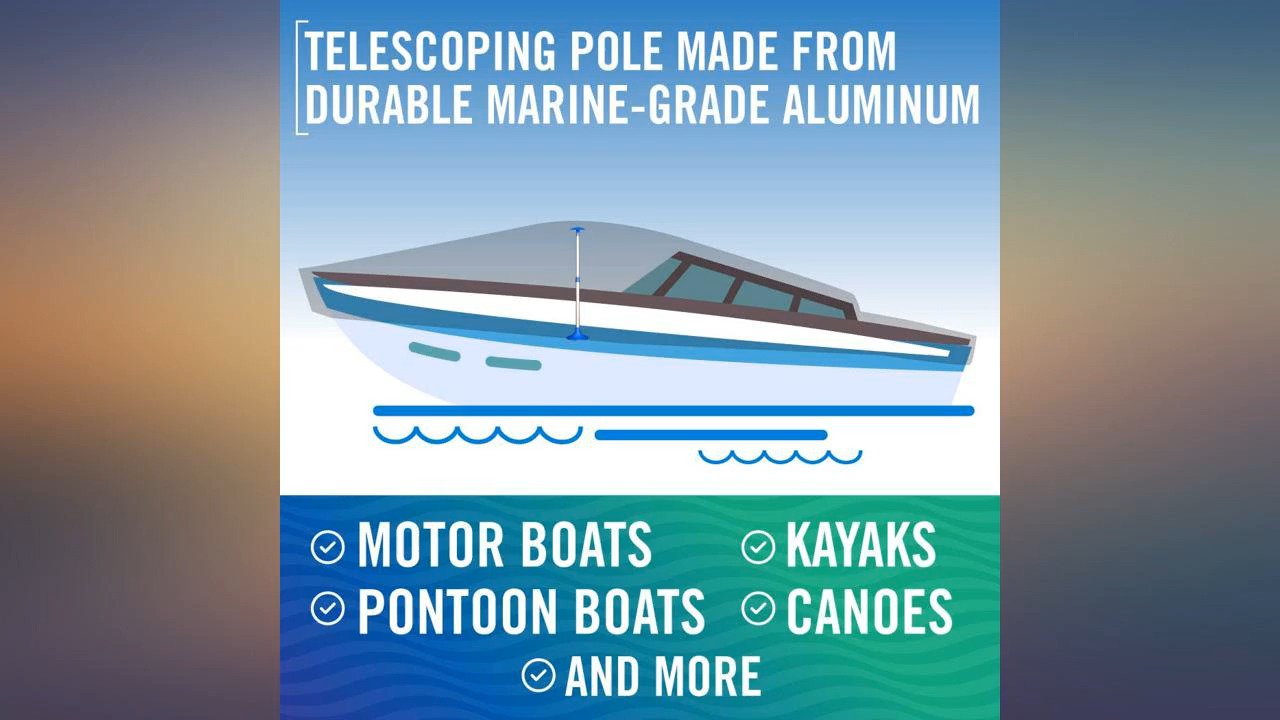 TELESCOPING POLE MADE FROM
DURABLE MARINE-GRADE ALUMINUM
MOTOR BOATS
KAYAKS
PONTOON BOATS
CANOES
AND MORE